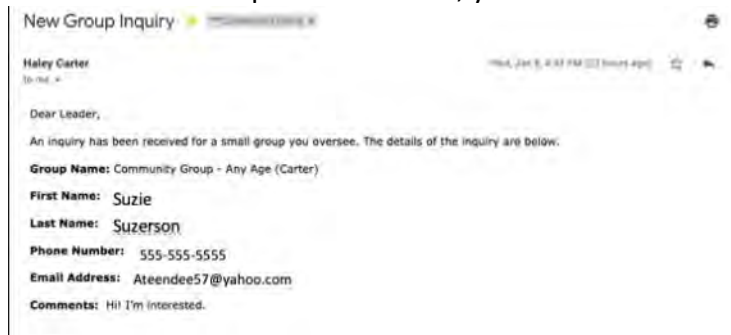 New Group Inquiry
Haley Carter
to me
Dear Leader,
An inquiry has been received for a small group you oversee. The details of the inquiry are below.
Group Name: Community Group - Any Age (Carter)
First Name: Suzie
Last Name: Suzerson
Phone Number: 555-555-5555
Email Address: Ateendee57@yahoo.com
Comments: Hi! I'm interested.